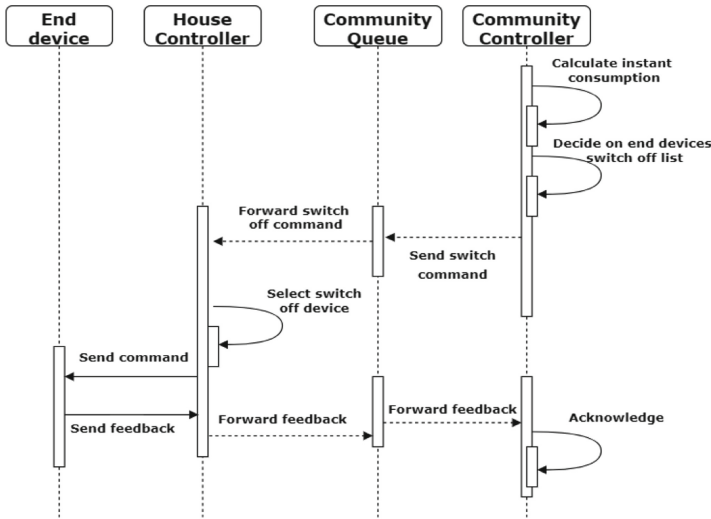 End
device
House
Controller
Community
Queue
Community
Controller
Calculate instant
consumption
Decide on end devices
switch off list
Forward switch
off command
Send switch
command
Select switch
off device
Send command
Send feedback
Forward feedback
Forward feedback
Acknowledge